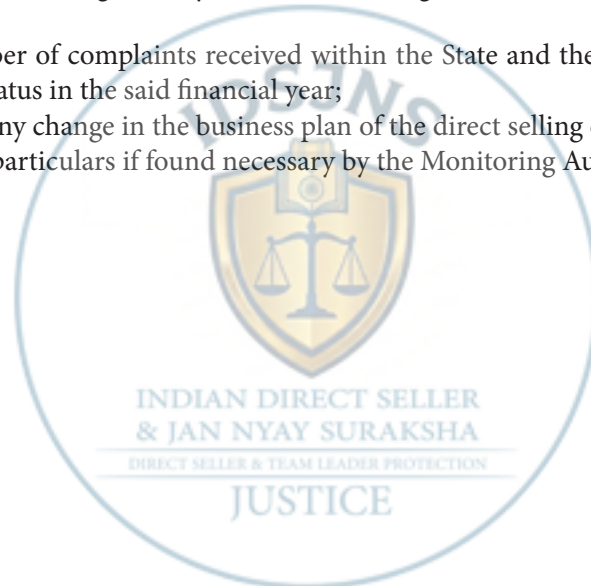 er of complaints received within the State and the
atus in the said financial year;
ny change in the business plan of the direct selling
particulars if found necessary by the Monitoring Au
IDSJNS
INDIAN DIRECT SELLER
& JAN NYAY SURAKSHA
DIRECT SELLER & TEAM LEADER PROTECTION
JUSTICE